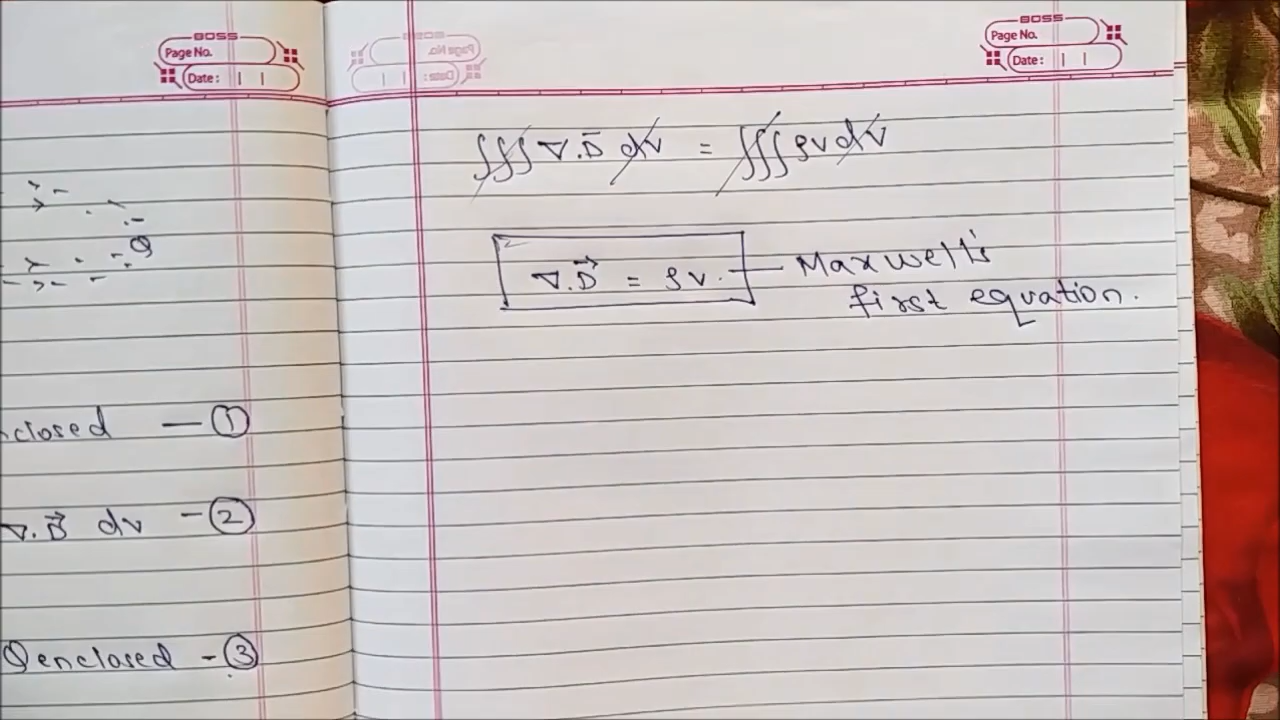 BOSS
Page No.
Date :
Q
nclosed — ①
∇.D⃗ dv - ②
Q enclosed - ③
BOSS
Page No.
Date :
∭ ∇.D̄ dv = ∭ ρv dv
∇.D⃗ = ρv. — Maxwell's
first equation.